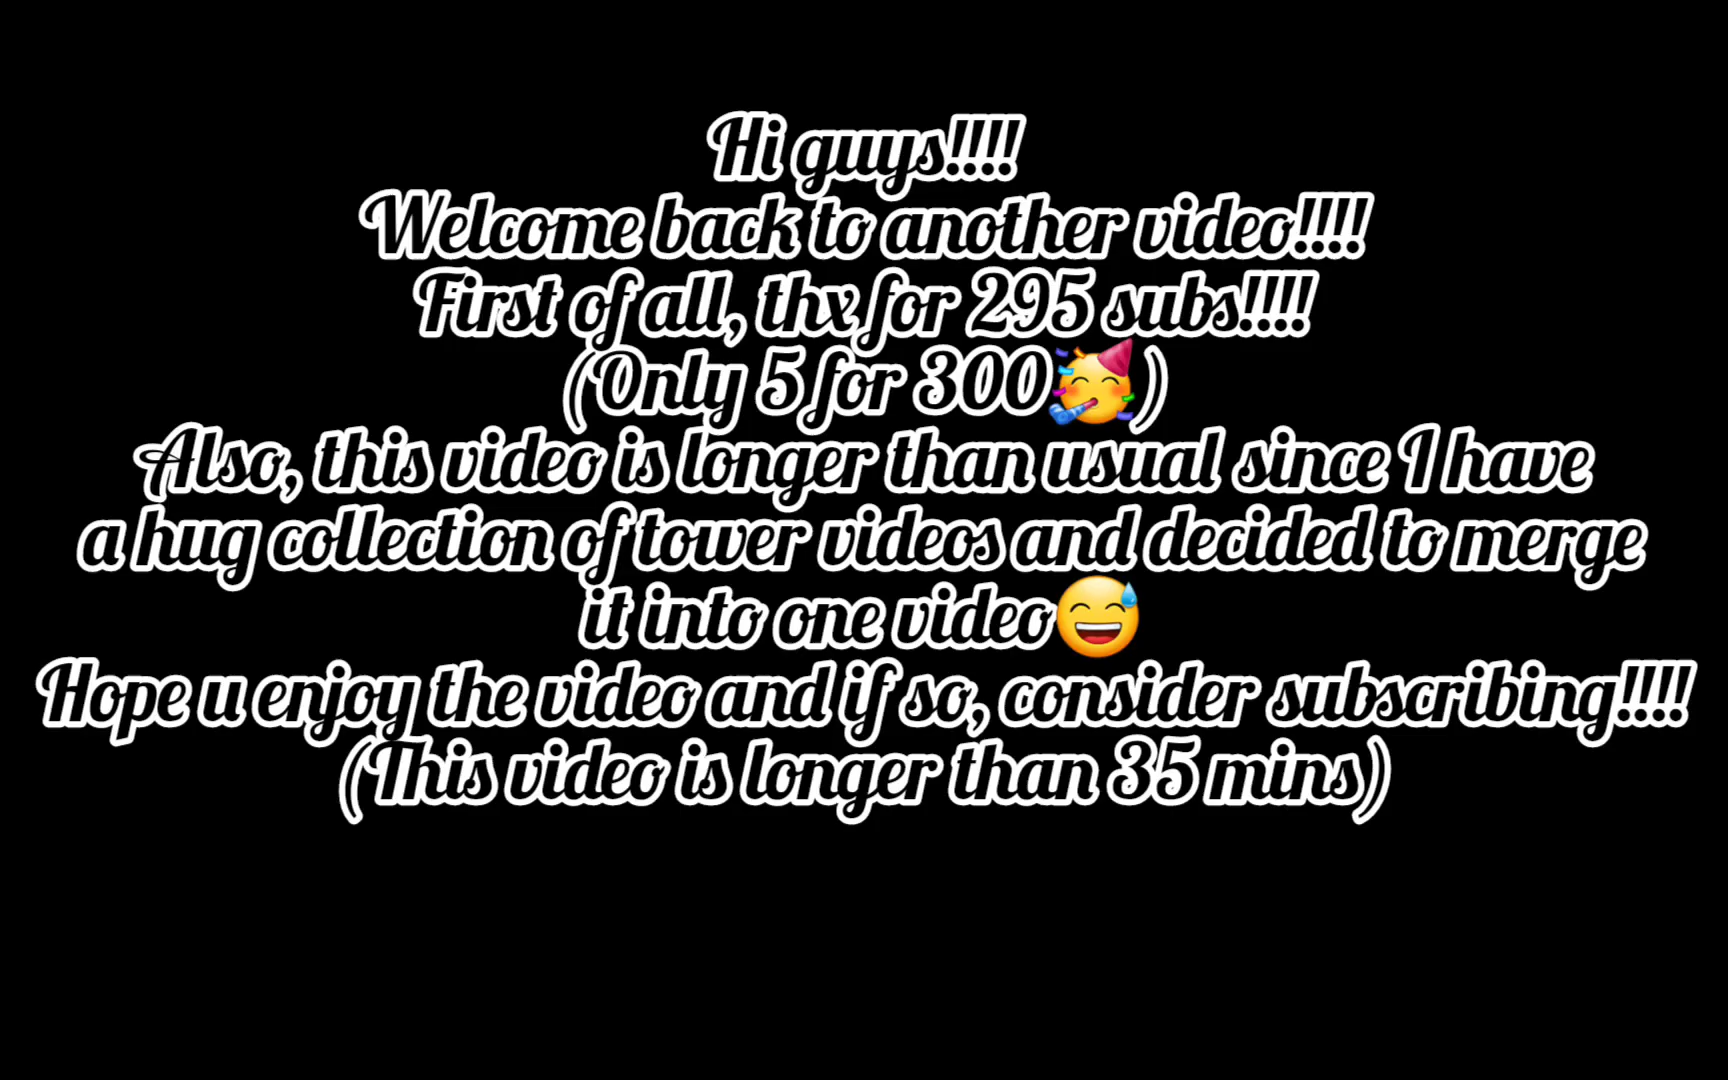 Hi guys!!!!
Welcome back to another video!!!!
First of all, thx for 295 subs!!!!
(Only 5 for 300🥳)
Also, this video is longer than usual since I have
a hug collection of tower videos and decided to merge
it into one video😅
Hope u enjoy the video and if so, consider subscribing!!!!
(This video is longer than 35 mins)